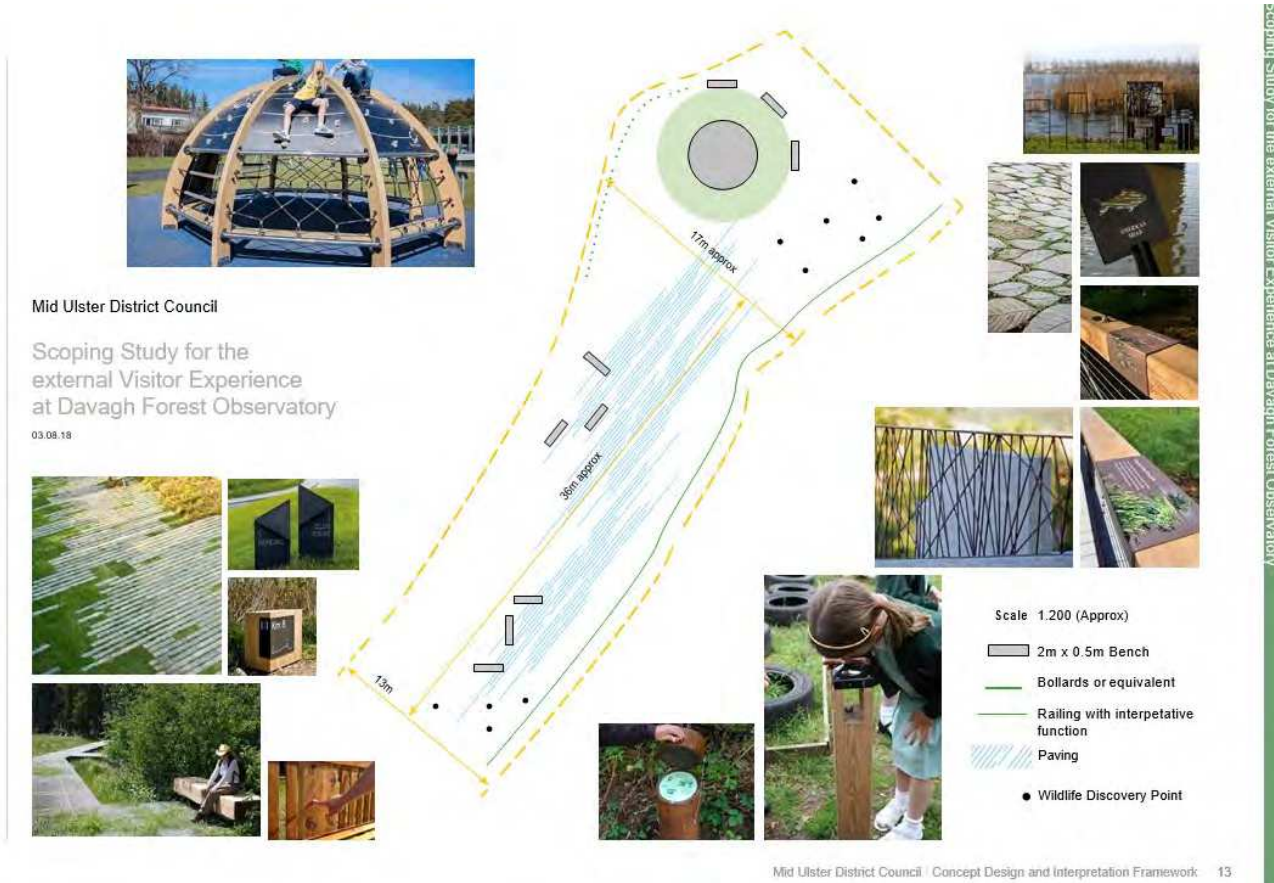 Mid Ulster District Council
Scoping Study for the
external Visitor Experience
at Davagh Forest Observatory
03.08.18
17m approx
36m approx
13m
Scale 1.200 (Approx)
2m x 0.5m Bench
Bollards or equivalent
Railing with interpetative
function
Paving
Wildlife Discovery Point
Scoping Study for the external Visitor Experience at Davagh Forest Observatory
Mid Ulster District Council | Concept Design and Interpretation Framework 13